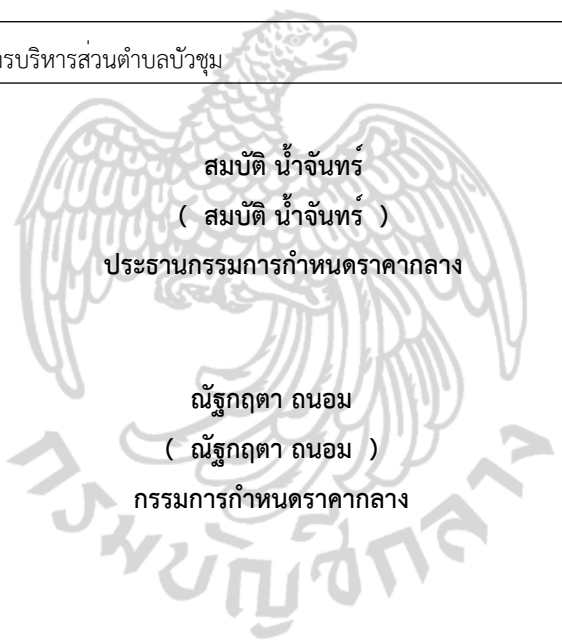 รบริหารส่วนตำบลบัวชุม
สมบัติ น้ำจันทร์
( สมบัติ น้ำจันทร์ )
ประธานกรรมการกำหนดราคากลาง
ณัฐกฤตา ถนอม
( ณัฐกฤตา ถนอม )
กรรมการกำหนดราคากลาง
กรมบัญชีกลาง